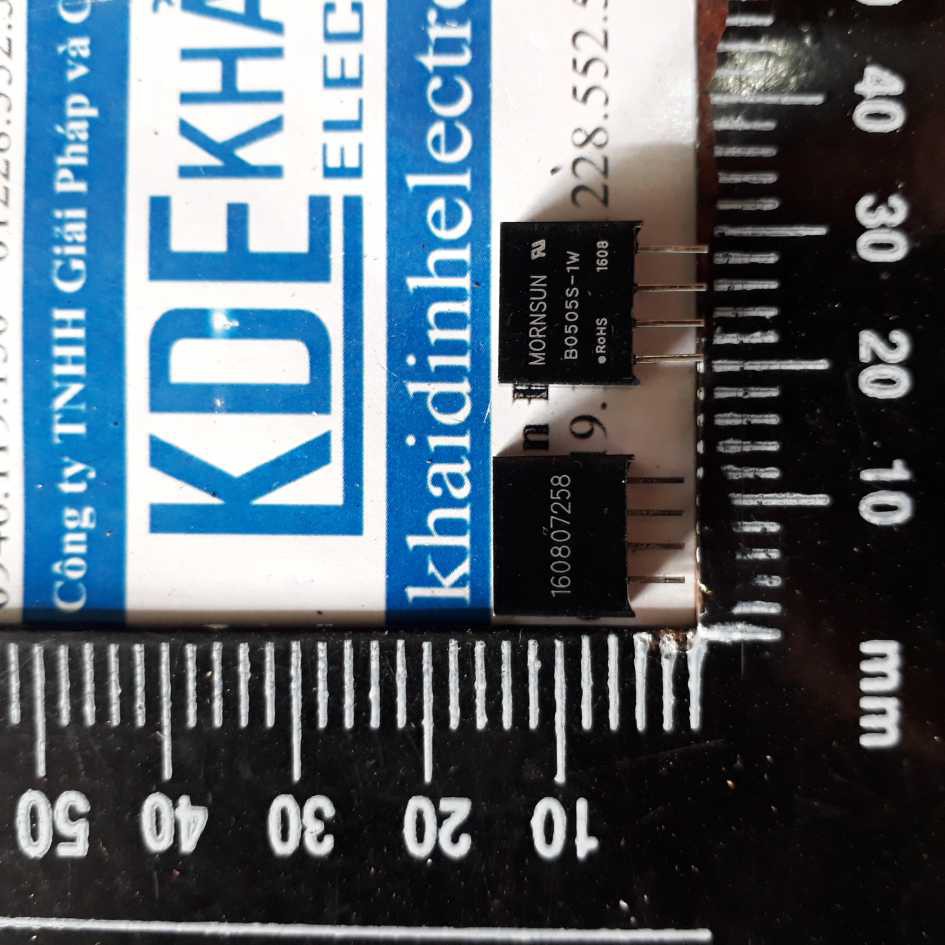 Công ty TNHH Giải Pháp và
KDE KHẢ
ELEC
khaidinhelectro
228.552.5
9.
MORNSUN
B0505S-1W
RoHS 1608
160807258
50 40 30 20 10
40
30
20
10
mm